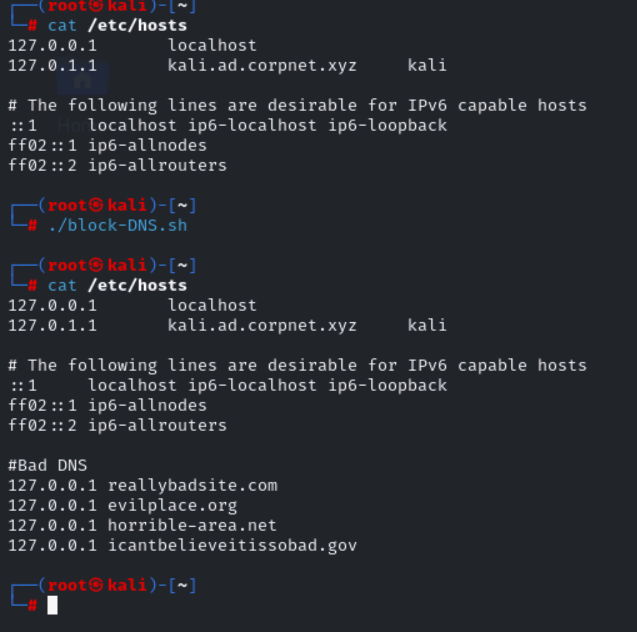 ┌──(root㉿kali)-[~]
└─# cat /etc/hosts
127.0.0.1       localhost
127.0.1.1       kali.ad.corpnet.xyz     kali

# The following lines are desirable for IPv6 capable hosts
::1     localhost ip6-localhost ip6-loopback
ff02::1 ip6-allnodes
ff02::2 ip6-allrouters

┌──(root㉿kali)-[~]
└─# ./block-DNS.sh

┌──(root㉿kali)-[~]
└─# cat /etc/hosts
127.0.0.1       localhost
127.0.1.1       kali.ad.corpnet.xyz     kali

# The following lines are desirable for IPv6 capable hosts
::1     localhost ip6-localhost ip6-loopback
ff02::1 ip6-allnodes
ff02::2 ip6-allrouters

#Bad DNS
127.0.0.1 reallybadsite.com
127.0.0.1 evilplace.org
127.0.0.1 horrible-area.net
127.0.0.1 icantbelieveitissobad.gov

┌──(root㉿kali)-[~]
└─#